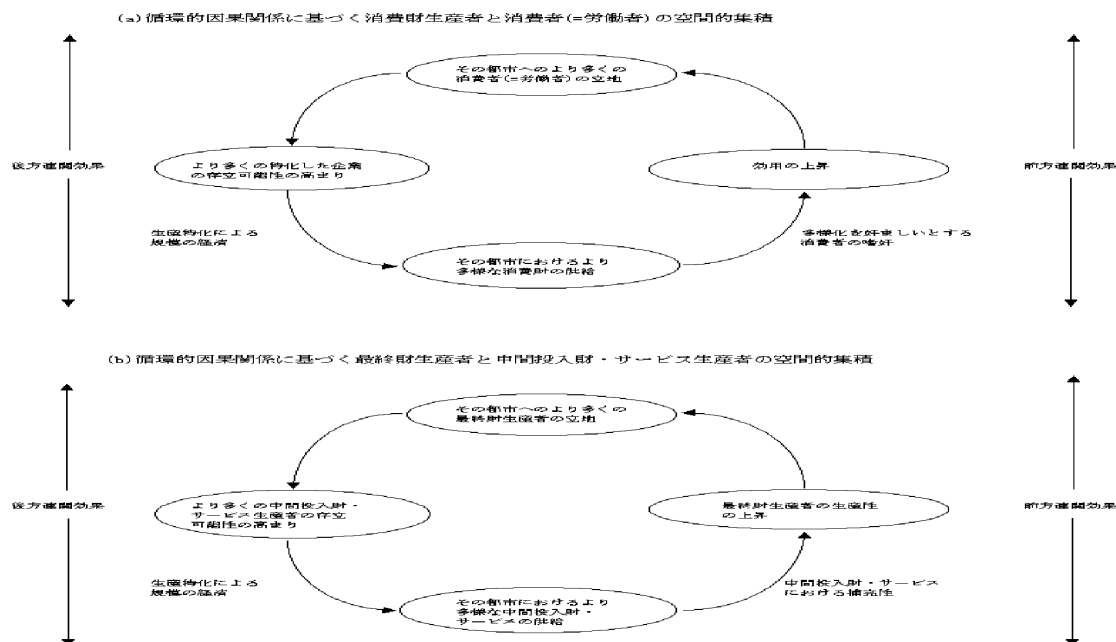 (a)循環的因果関係に基づく消費財生産者と消費者(=労働者)の空間的集積
その都市へのより多くの
消費者(=労働者)の立地
後方連関効果
より多くの特化した企業
の存立可能性の高まり
効用の上昇
前方連関効果
生産特化による
規模の経済
多様化を好ましいとする
消費者の嗜好
その都市におけるより
多様な消費財の供給
(b)循環的因果関係に基づく最終財生産者と中間投入財・サービス生産者の空間的集積
その都市へのより多くの
最終財生産者の立地
後方連関効果
より多くの中間投入財・
サービス生産者の存立
可能性の高まり
最終財生産者の生産性
の上昇
前方連関効果
生産特化による
規模の経済
中間投入財・サービス
における補完性
その都市におけるより
多様な中間投入財・
サービスの供給